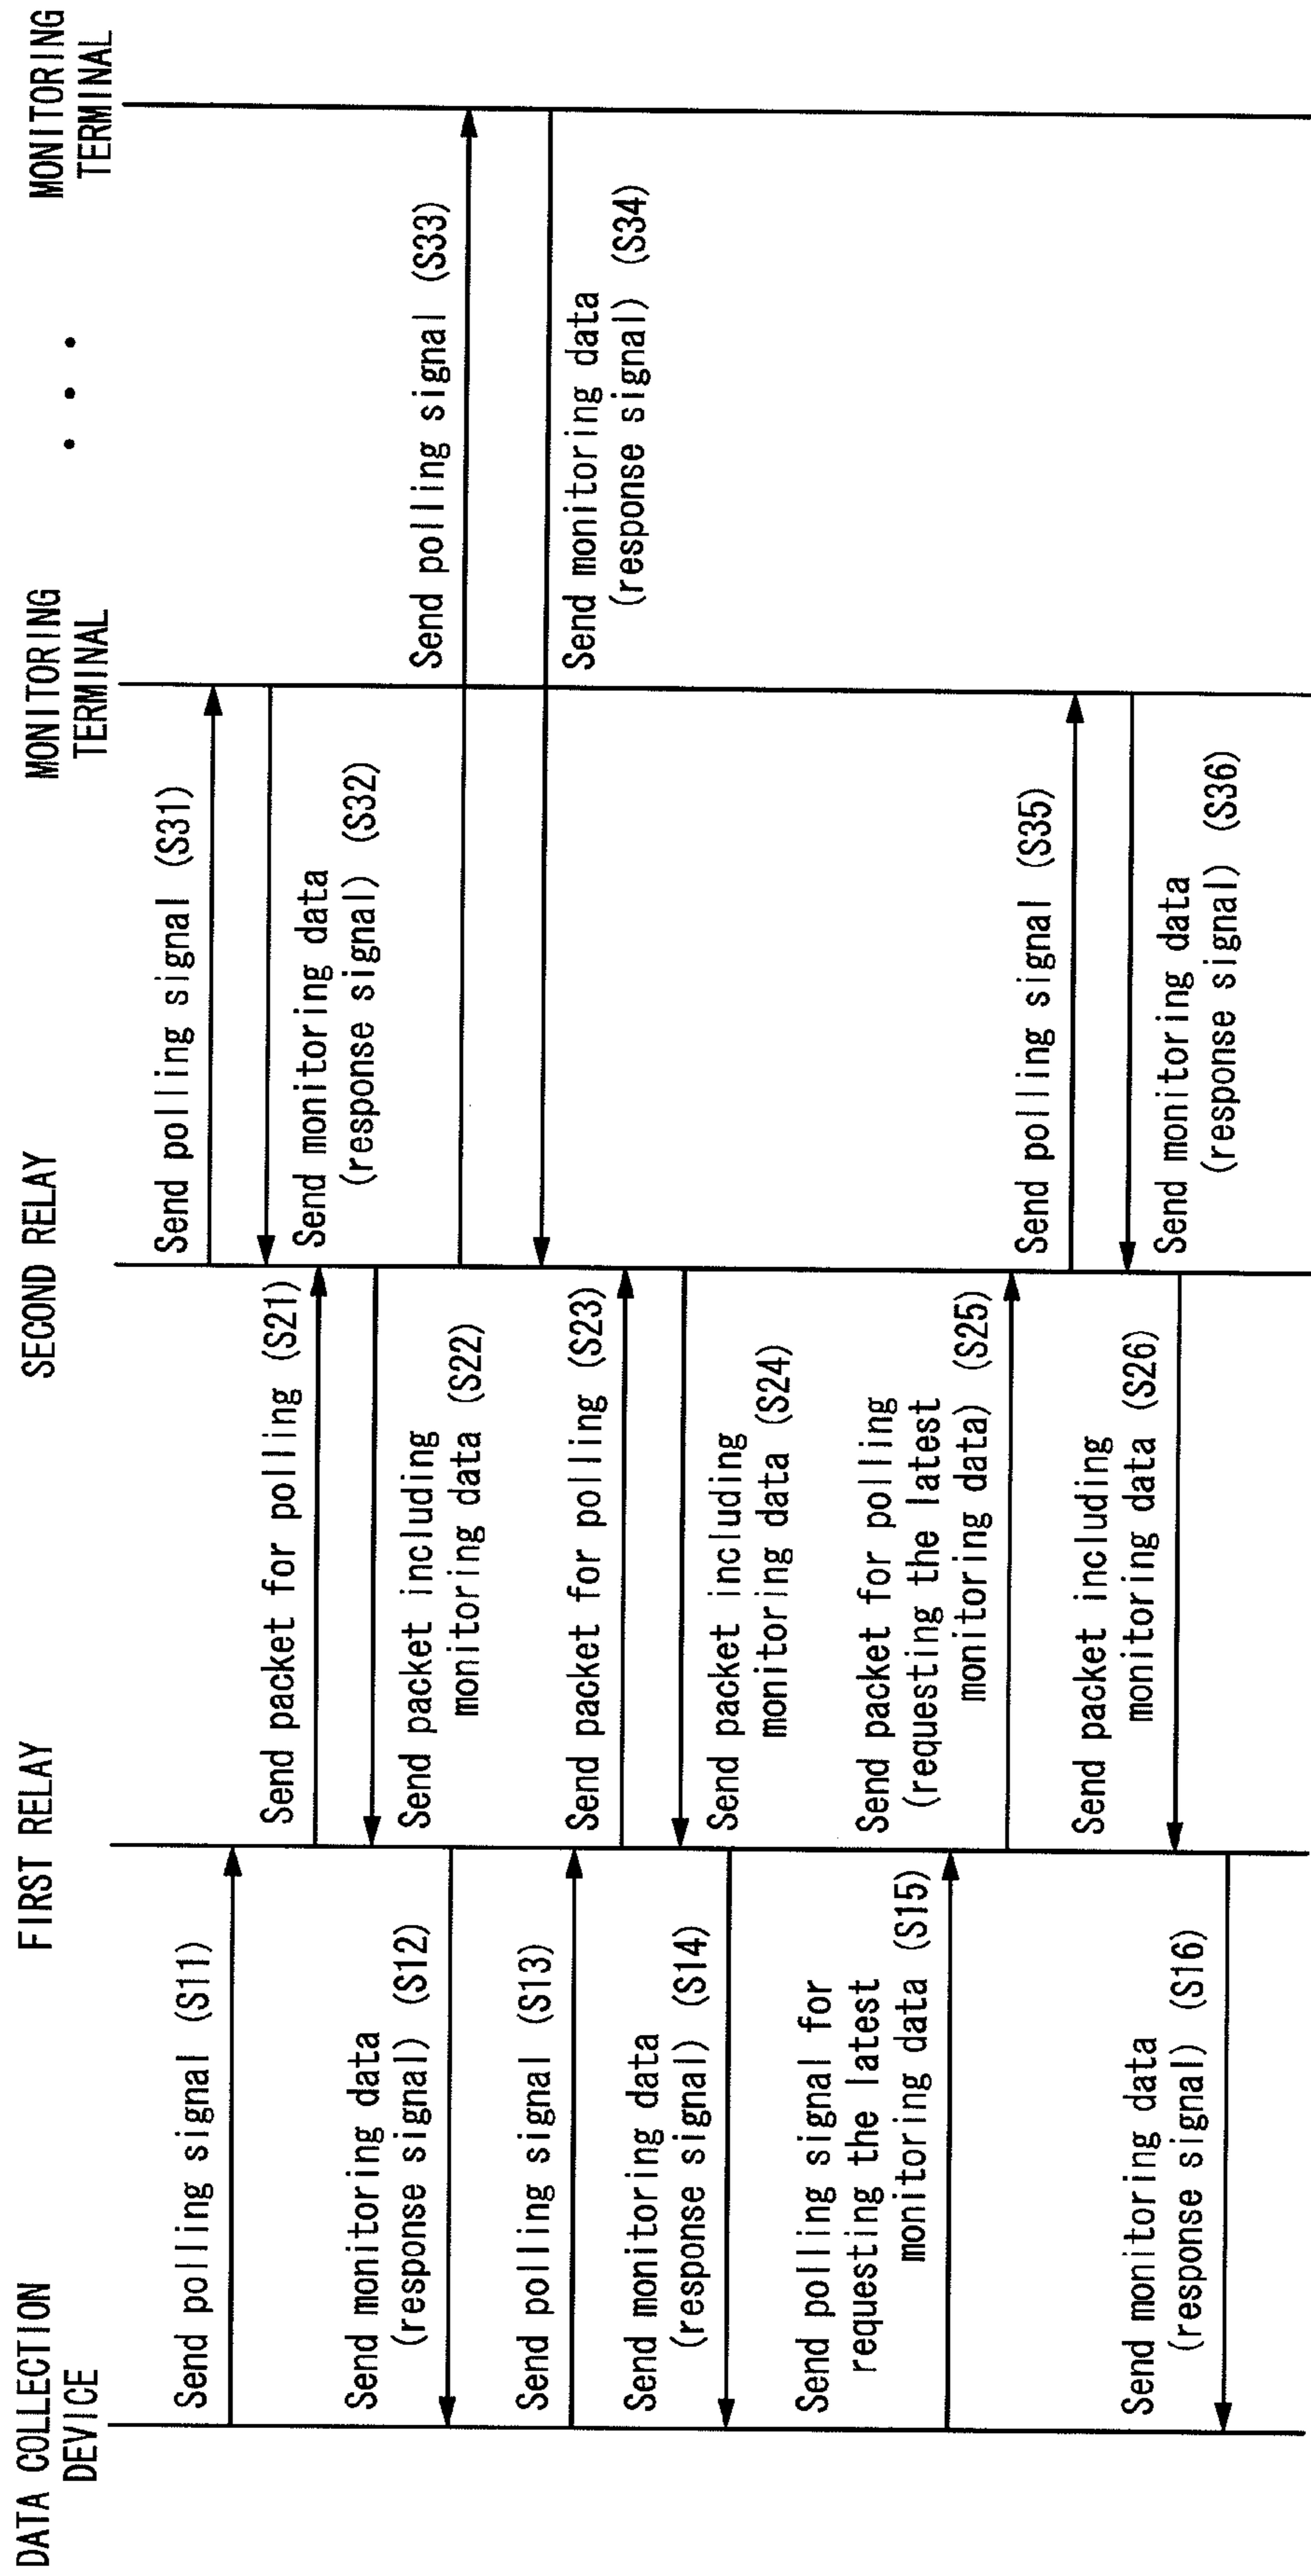 DATA COLLECTION
DEVICE
FIRST RELAY
SECOND RELAY
MONITORING
TERMINAL
. . .
MONITORING
TERMINAL
Send polling signal (S11)
Send monitoring data
(response signal) (S12)
Send polling signal (S13)
Send monitoring data
(response signal) (S14)
Send polling signal for
requesting the latest
monitoring data (S15)
Send monitoring data
(response signal) (S16)
Send packet for polling (S21)
Send packet including
monitoring data (S22)
Send packet for polling (S23)
Send packet including
monitoring data (S24)
Send packet for polling
(requesting the latest
monitoring data) (S25)
Send packet including
monitoring data (S26)
Send polling signal (S31)
Send monitoring data
(response signal) (S32)
Send polling signal (S33)
Send monitoring data
(response signal) (S34)
Send polling signal (S35)
Send monitoring data
(response signal) (S36)